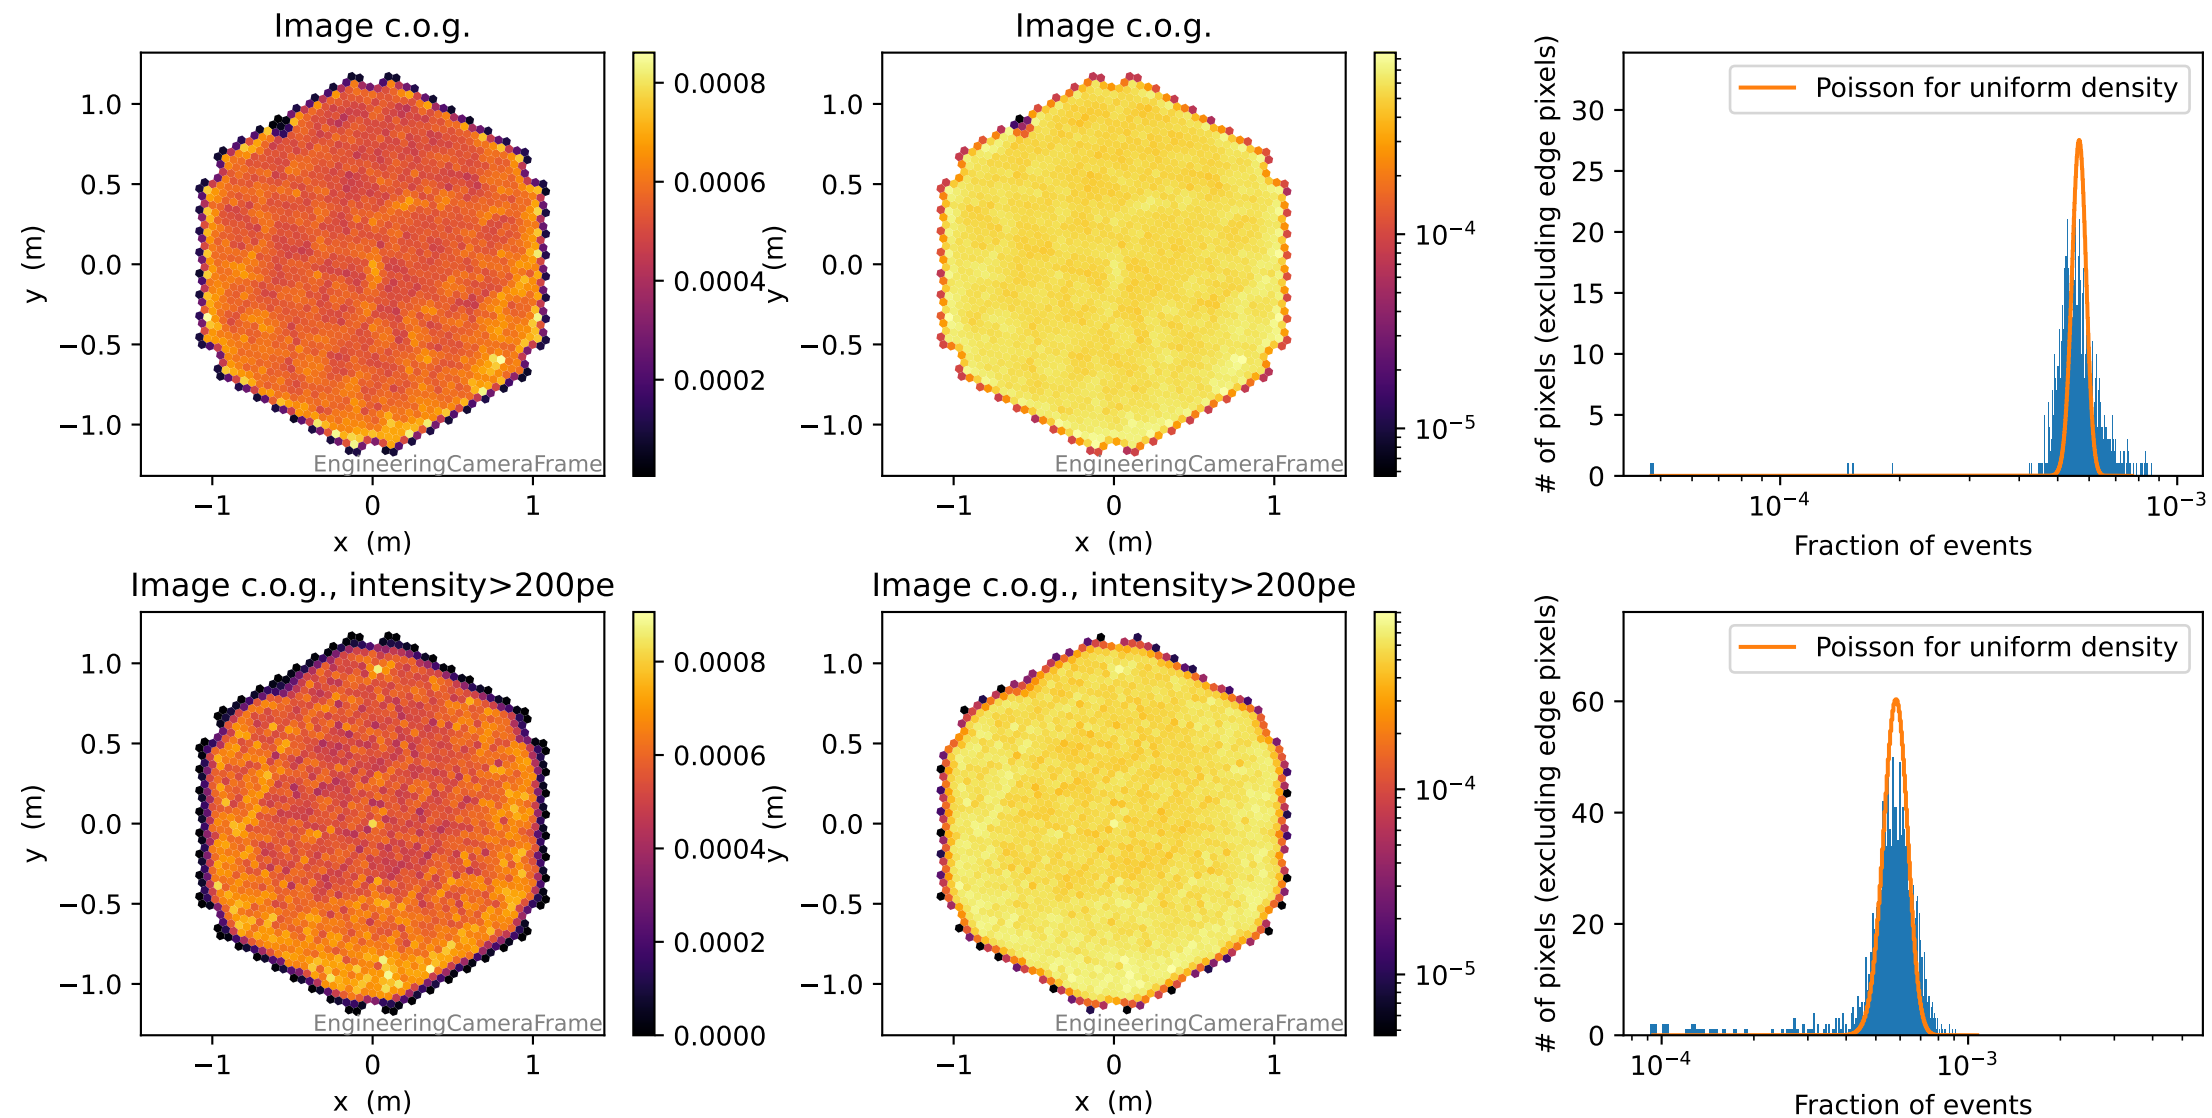 Image c.o.g.
1.0
0.5
0.0
−0.5
−1.0
y (m)
−1 0 1
x (m)
EngineeringCameraFrame
0.0008
0.0006
0.0004
0.0002
Image c.o.g.
1.0
0.5
0.0
−0.5
−1.0
y (m)
−1 0 1
x (m)
EngineeringCameraFrame
10⁻⁴
10⁻⁵
# of pixels (excluding edge pixels)
30
25
20
15
10
5
0
Poisson for uniform density
10⁻⁴ 10⁻³
Fraction of events
Image c.o.g., intensity>200pe
1.0
0.5
0.0
−0.5
−1.0
y (m)
−1 0 1
x (m)
EngineeringCameraFrame
0.0008
0.0006
0.0004
0.0002
0.0000
Image c.o.g., intensity>200pe
1.0
0.5
0.0
−0.5
−1.0
y (m)
−1 0 1
x (m)
EngineeringCameraFrame
10⁻⁴
10⁻⁵
# of pixels (excluding edge pixels)
60
40
20
0
Poisson for uniform density
10⁻⁴ 10⁻³
Fraction of events